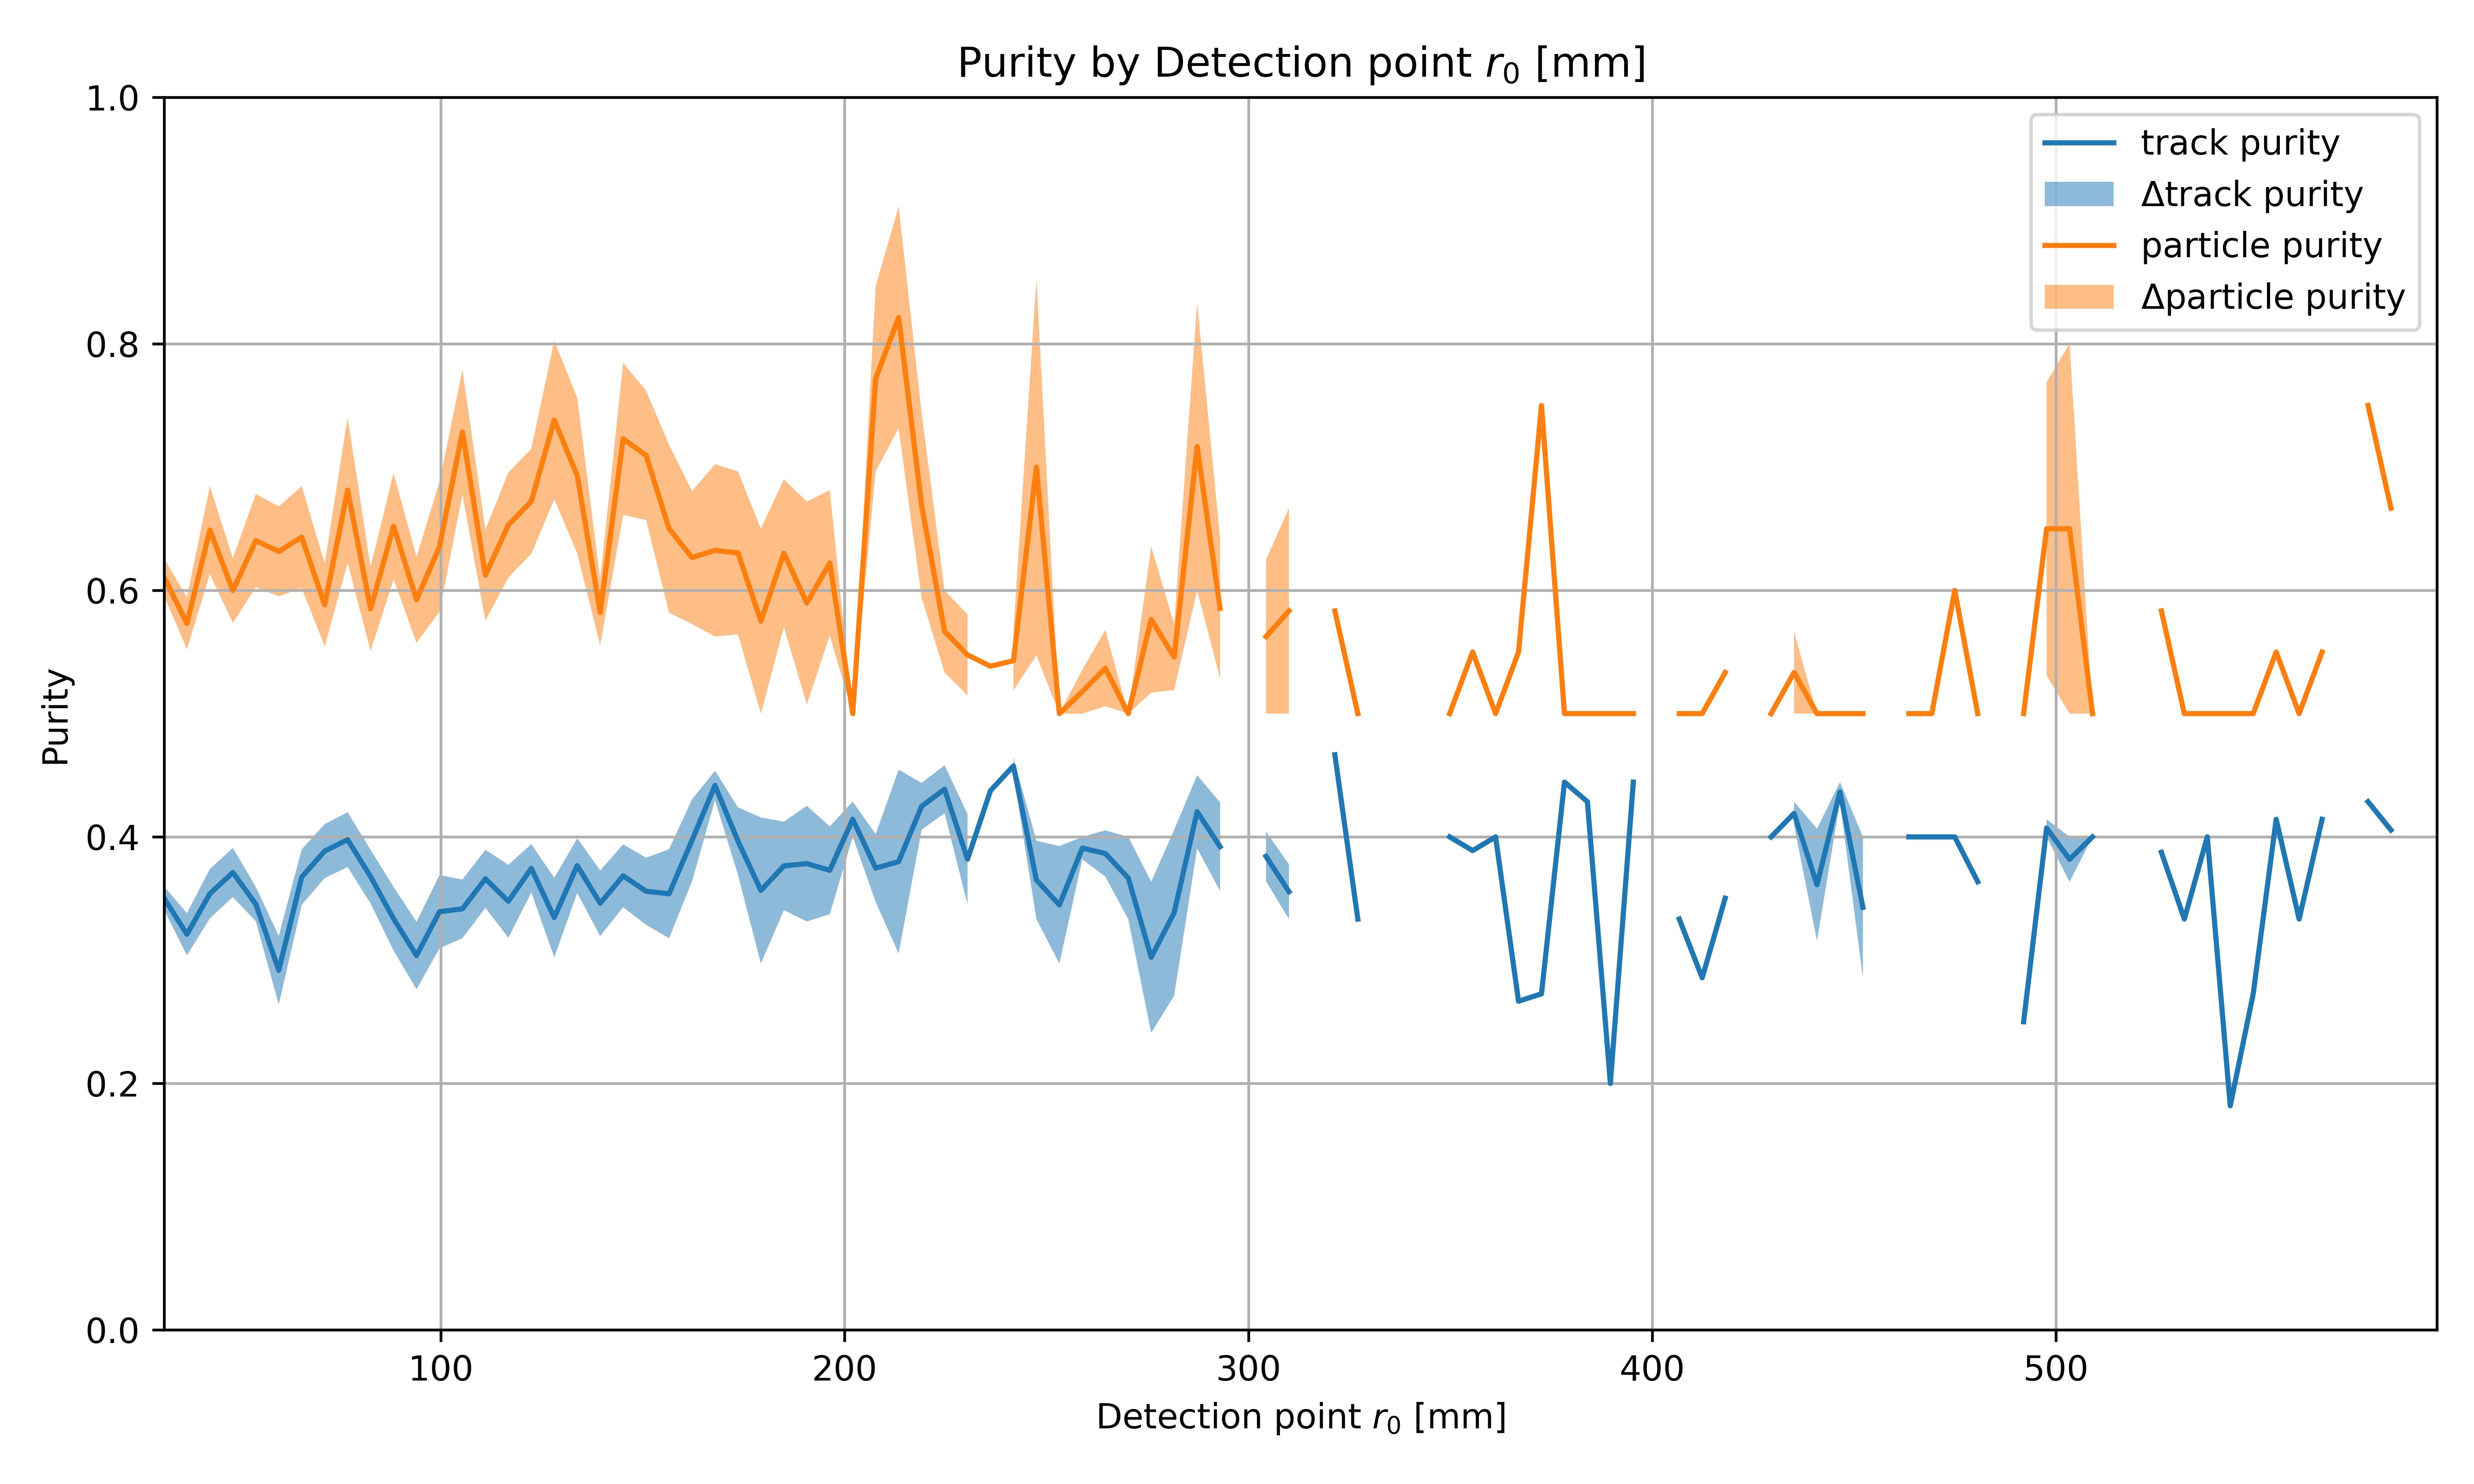 Purity by Detection point r₀ [mm]
1.0
0.8
0.6
0.4
0.2
0.0
Purity
track purity
Δtrack purity
particle purity
Δparticle purity
100 200 300 400 500
Detection point r₀ [mm]